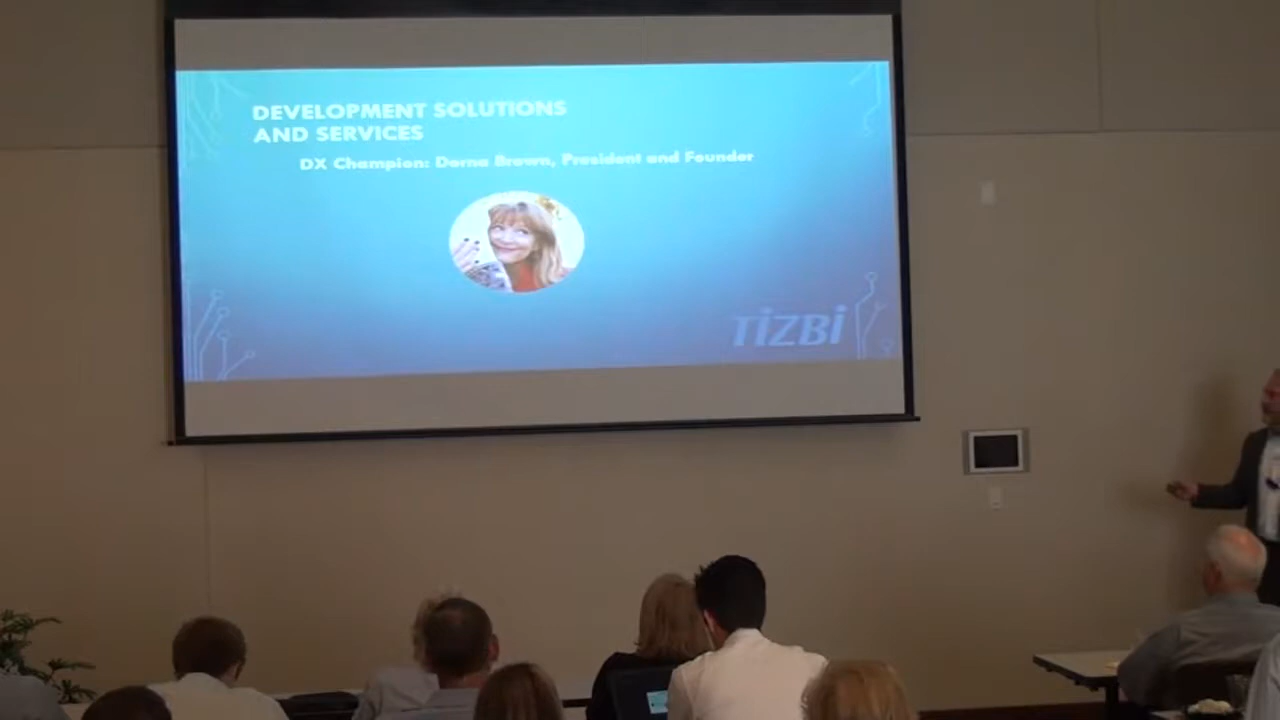 DEVELOPMENT SOLUTIONS
AND SERVICES
DX Champion: Dorna Brown, President and Founder
TiZBi